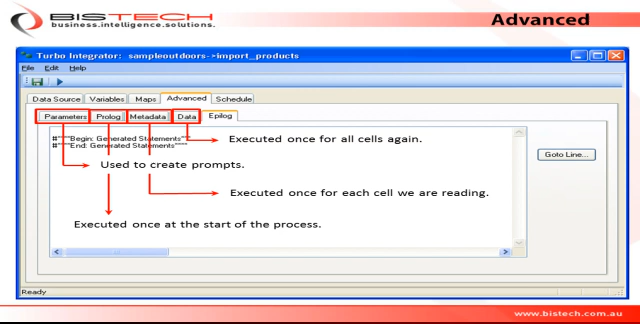 BISTECH
business.intelligence.solutions.
Advanced
Turbo Integrator: sampleoutdoors->import_products
File Edit Help
Data Source Variables Maps Advanced Schedule
Parameters Prolog Metadata Data Epilog
#****Begin: Generated Statements***
#****End: Generated Statements****
Executed once for all cells again.
Goto Line...
Used to create prompts.
Executed once for each cell we are reading.
Executed once at the start of the process.
Ready
www.bistech.com.au